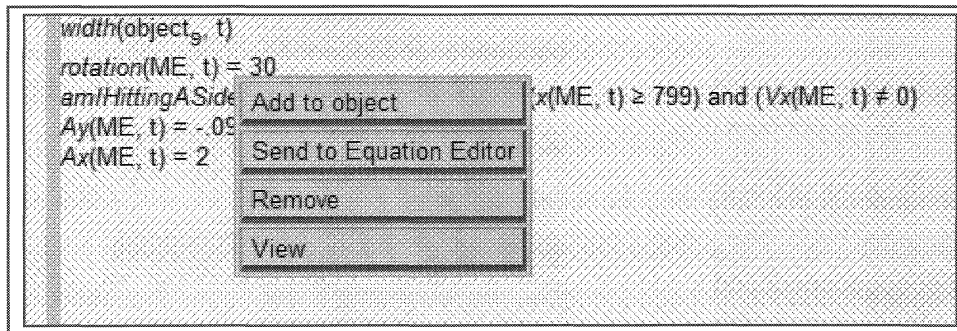 width(object₉, t)
rotation(ME, t) = 30
amIHittingASide x(ME, t) ≥ 799) and (Vx(ME, t) ≠ 0)
Ay(ME, t) = -.09
Ax(ME, t) = 2
Add to object
Send to Equation Editor
Remove
View